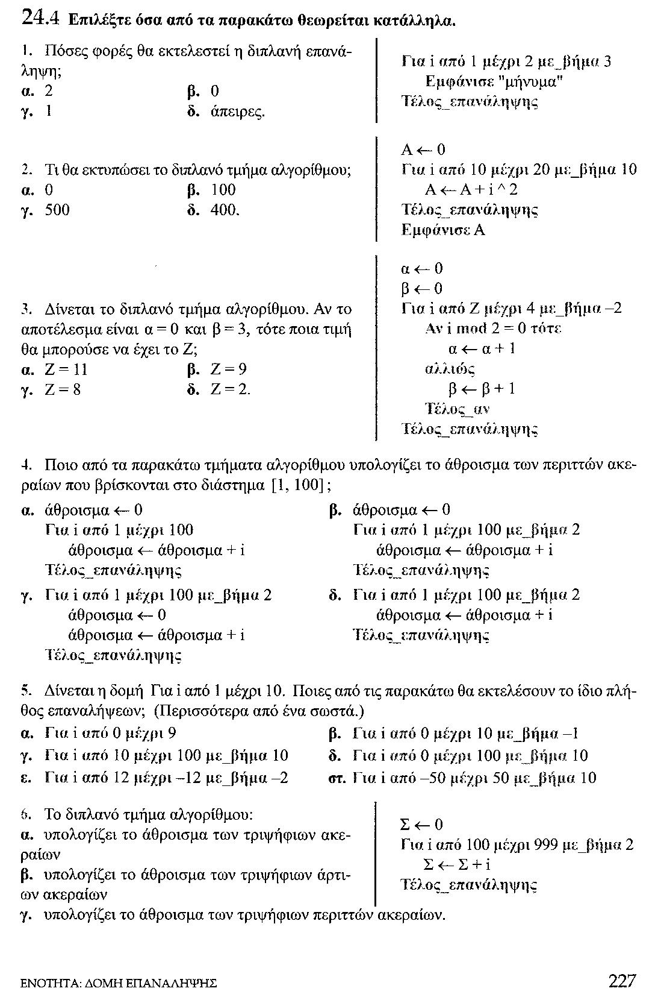 24.4 Επιλέξτε όσα από τα παρακάτω θεωρείται κατάλληλα.
1. Πόσες φορές θα εκτελεστεί η διπλανή επανά-
ληψη;
α. 2 β. 0
γ. 1 δ. άπειρες.
Για i από 1 μέχρι 2 με_βήμα 3
Εμφάνισε "μήνυμα"
Τέλος_επανάληψης
2. Τι θα εκτυπώσει το διπλανό τμήμα αλγορίθμου;
α. 0 β. 100
γ. 500 δ. 400.
Α ← 0
Για i από 10 μέχρι 20 με_βήμα 10
Α ← Α + i ^ 2
Τέλος_επανάληψης
Εμφάνισε Α
3. Δίνεται το διπλανό τμήμα αλγορίθμου. Αν το
αποτέλεσμα είναι α = 0 και β = 3, τότε ποια τιμή
θα μπορούσε να έχει το Ζ;
α. Ζ = 11 β. Ζ = 9
γ. Ζ = 8 δ. Ζ = 2.
α ← 0
β ← 0
Για i από Ζ μέχρι 4 με_βήμα –2
Αν i mod 2 = 0 τότε
α ← α + 1
αλλιώς
β ← β + 1
Τέλος_αν
Τέλος_επανάληψης
4. Ποιο από τα παρακάτω τμήματα αλγορίθμου υπολογίζει το άθροισμα των περιττών ακε-
ραίων που βρίσκονται στο διάστημα [1, 100] ;
α. άθροισμα ← 0
Για i από 1 μέχρι 100
άθροισμα ← άθροισμα + i
Τέλος_επανάληψης
β. άθροισμα ← 0
Για i από 1 μέχρι 100 με_βήμα 2
άθροισμα ← άθροισμα + i
Τέλος_επανάληψης
γ. Για i από 1 μέχρι 100 με_βήμα 2
άθροισμα ← 0
άθροισμα ← άθροισμα + i
Τέλος_επανάληψης
δ. Για i από 1 μέχρι 100 με_βήμα 2
άθροισμα ← άθροισμα + i
Τέλος_επανάληψης
5. Δίνεται η δομή Για i από 1 μέχρι 10. Ποιες από τις παρακάτω θα εκτελέσουν το ίδιο πλή-
θος επαναλήψεων; (Περισσότερα από ένα σωστά.)
α. Για i από 0 μέχρι 9 β. Για i από 0 μέχρι 10 με_βήμα –1
γ. Για i από 10 μέχρι 100 με_βήμα 10 δ. Για i από 0 μέχρι 100 με_βήμα 10
ε. Για i από 12 μέχρι –12 με_βήμα –2 στ. Για i από –50 μέχρι 50 με_βήμα 10
6. Το διπλανό τμήμα αλγορίθμου:
α. υπολογίζει το άθροισμα των τριψήφιων ακε-
ραίων
β. υπολογίζει το άθροισμα των τριψήφιων άρτι-
ων ακεραίων
γ. υπολογίζει το άθροισμα των τριψήφιων περιττών ακεραίων.
Σ ← 0
Για i από 100 μέχρι 999 με_βήμα 2
Σ ← Σ + i
Τέλος_επανάληψης
ΕΝΟΤΗΤΑ: ΔΟΜΗ ΕΠΑΝΑΛΗΨΗΣ 227